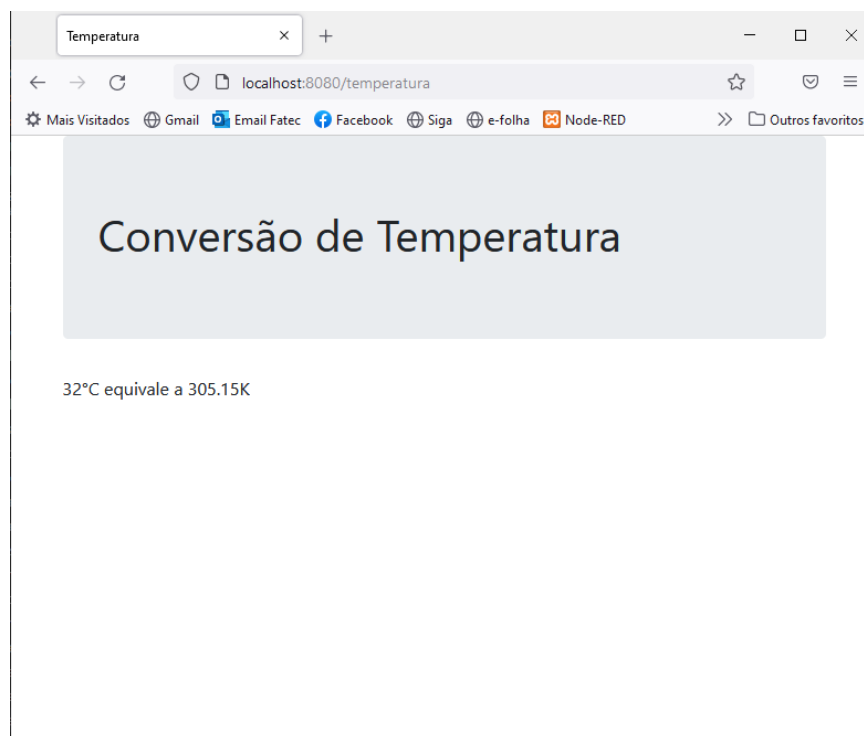 Temperatura
localhost:8080/temperatura
Mais Visitados Gmail Email Fatec Facebook Siga e-folha Node-RED Outros favoritos
Conversão de Temperatura
32°C equivale a 305.15K